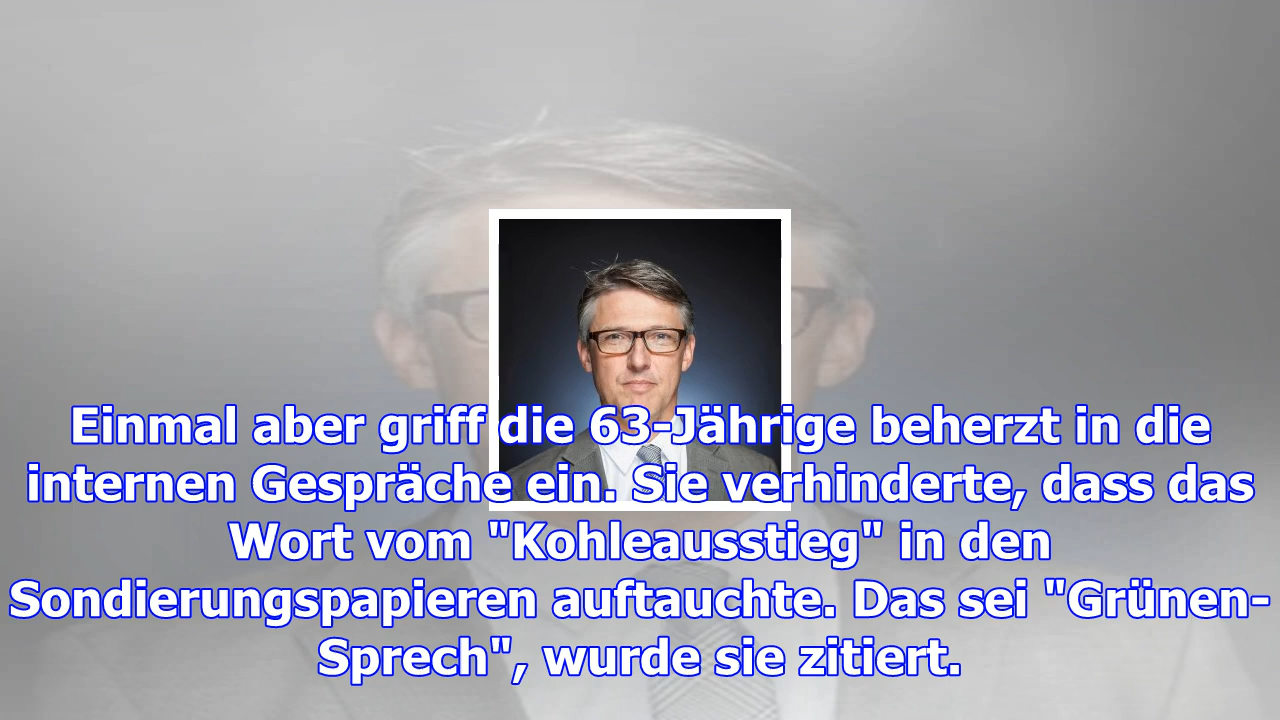 Einmal aber griff die 63-Jährige beherzt in die
internen Gespräche ein. Sie verhinderte, dass das
Wort vom "Kohleausstieg" in den
Sondierungspapieren auftauchte. Das sei "Grünen-
Sprech", wurde sie zitiert.